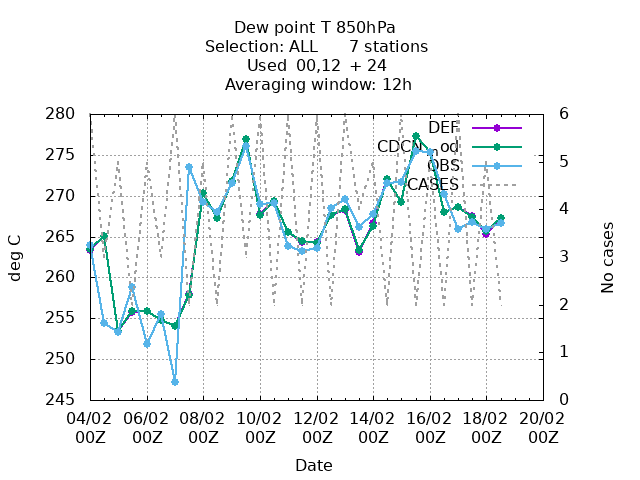 Dew point T 850hPa
Selection: ALL 7 stations
Used 00,12 + 24
Averaging window: 12h
280
275
270
265
260
255
250
245
6
5
4
3
2
1
0
DEF
OBS
CASES
deg C
No cases
04/02 06/02 08/02 10/02 12/02 14/02 16/02 18/02 20/02
00Z 00Z 00Z 00Z 00Z 00Z 00Z 00Z 00Z
Date